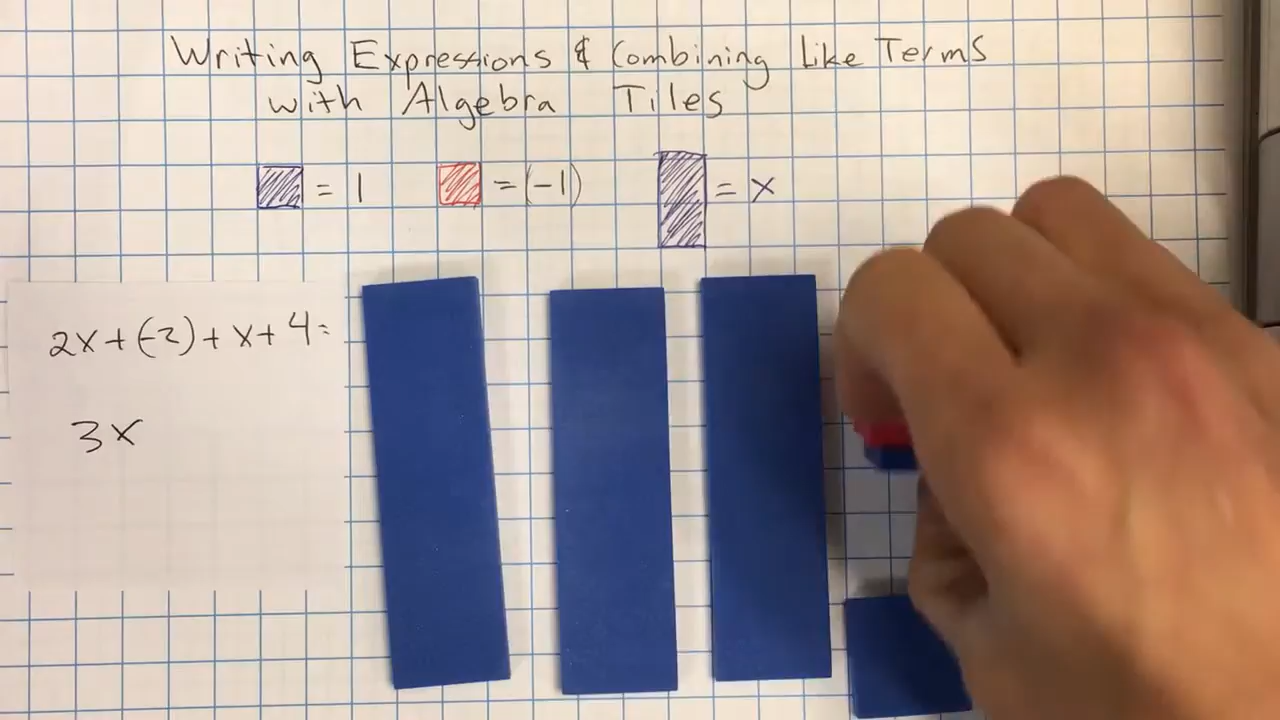 Writing Expressions & Combining Like Terms
with Algebra Tiles
= 1 = (-1) = x
2x + (-2) + x + 4 =
3x